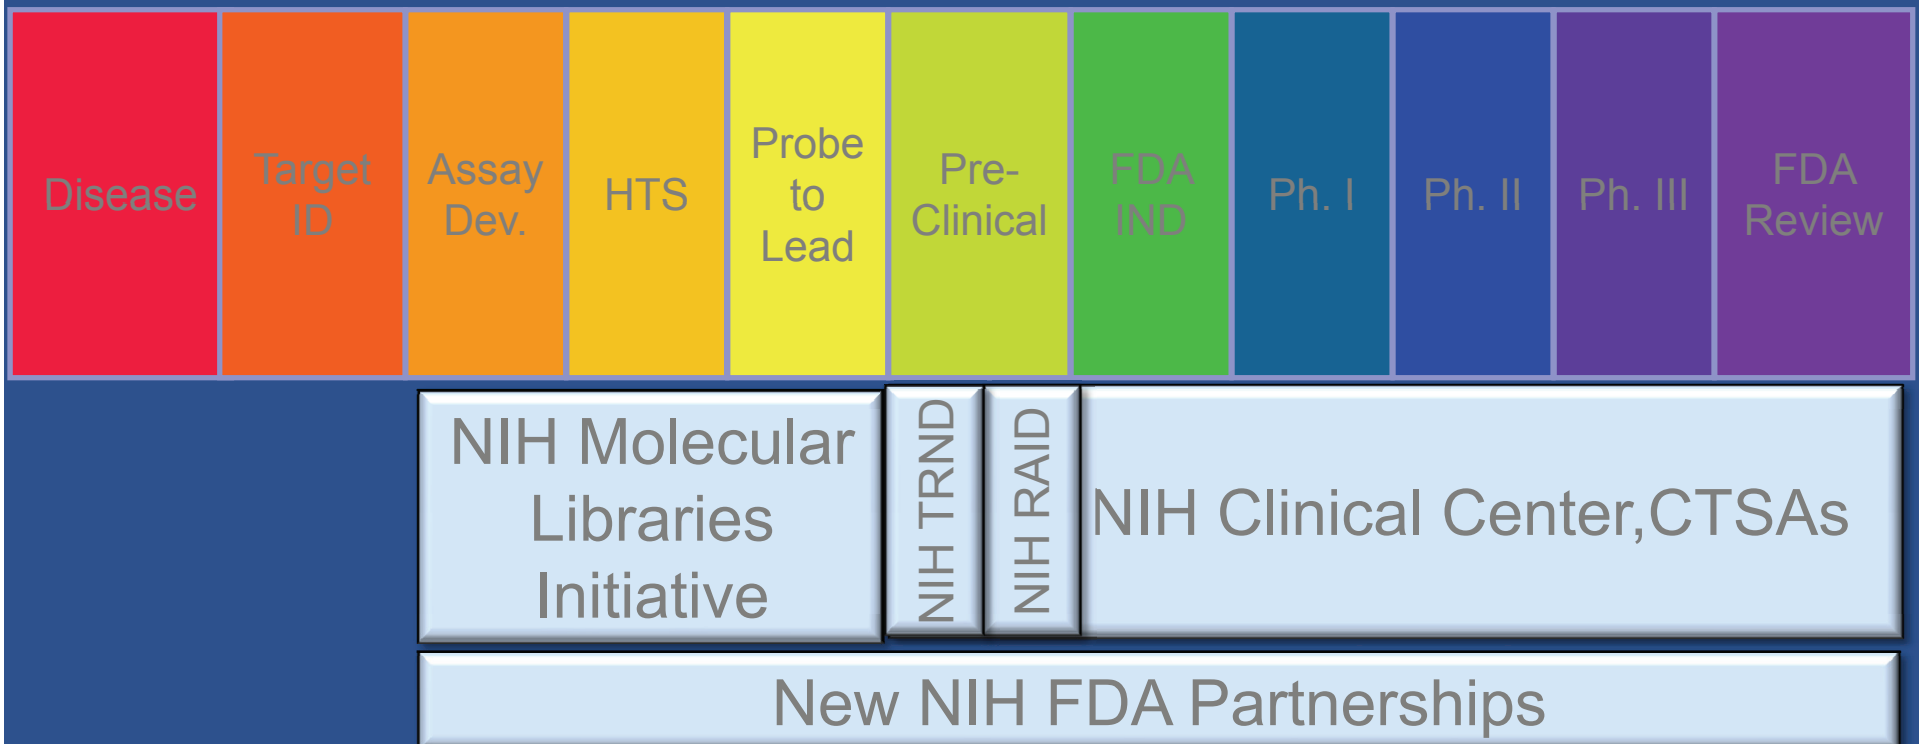 Disease
Target
ID
Assay
Dev.
HTS
Probe
to
Lead
Pre-
Clinical
FDA
IND
Ph. I
Ph. II
Ph. III
FDA
Review
NIH Molecular
Libraries
Initiative
NIH TRND
NIH RAID
NIH Clinical Center,CTSAs
New NIH FDA Partnerships